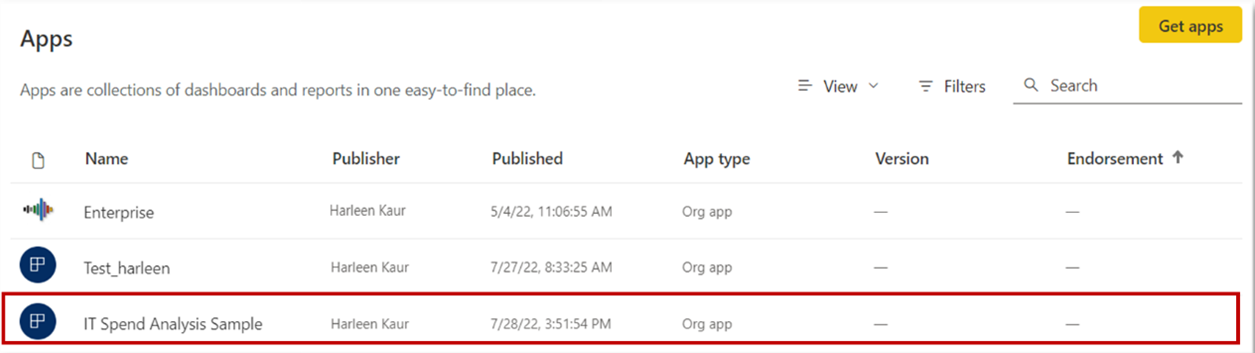 Get apps
Apps
Apps are collections of dashboards and reports in one easy-to-find place.
View Filters Search
Name Publisher Published App type Version Endorsement
Enterprise Harleen Kaur 5/4/22, 11:06:55 AM Org app — —
Test_harleen Harleen Kaur 7/27/22, 8:33:25 AM Org app — —
IT Spend Analysis Sample Harleen Kaur 7/28/22, 3:51:54 PM Org app — —